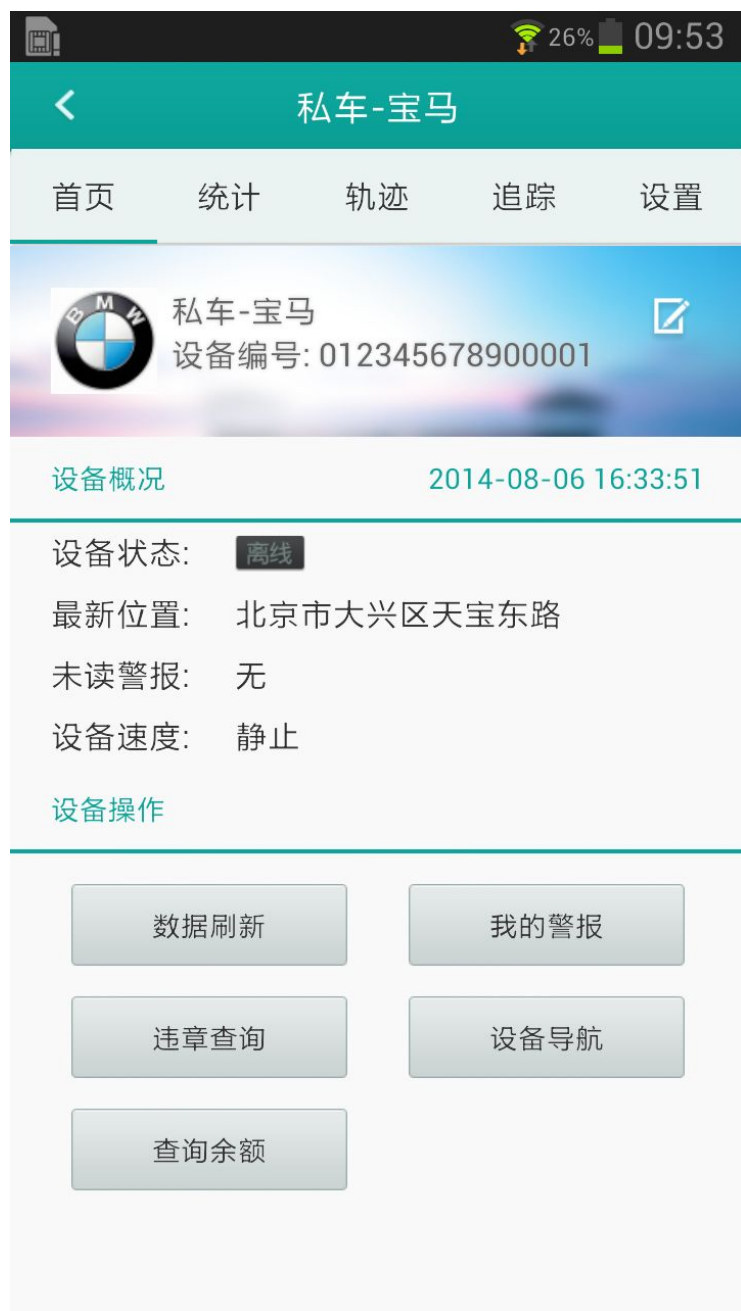 26% 09:53
私车-宝马
首页 统计 轨迹 追踪 设置
BMW
私车-宝马
设备编号: 012345678900001
设备概况 2014-08-06 16:33:51
设备状态: 离线
最新位置: 北京市大兴区天宝东路
未读警报: 无
设备速度: 静止
设备操作
数据刷新 我的警报
违章查询 设备导航
查询余额